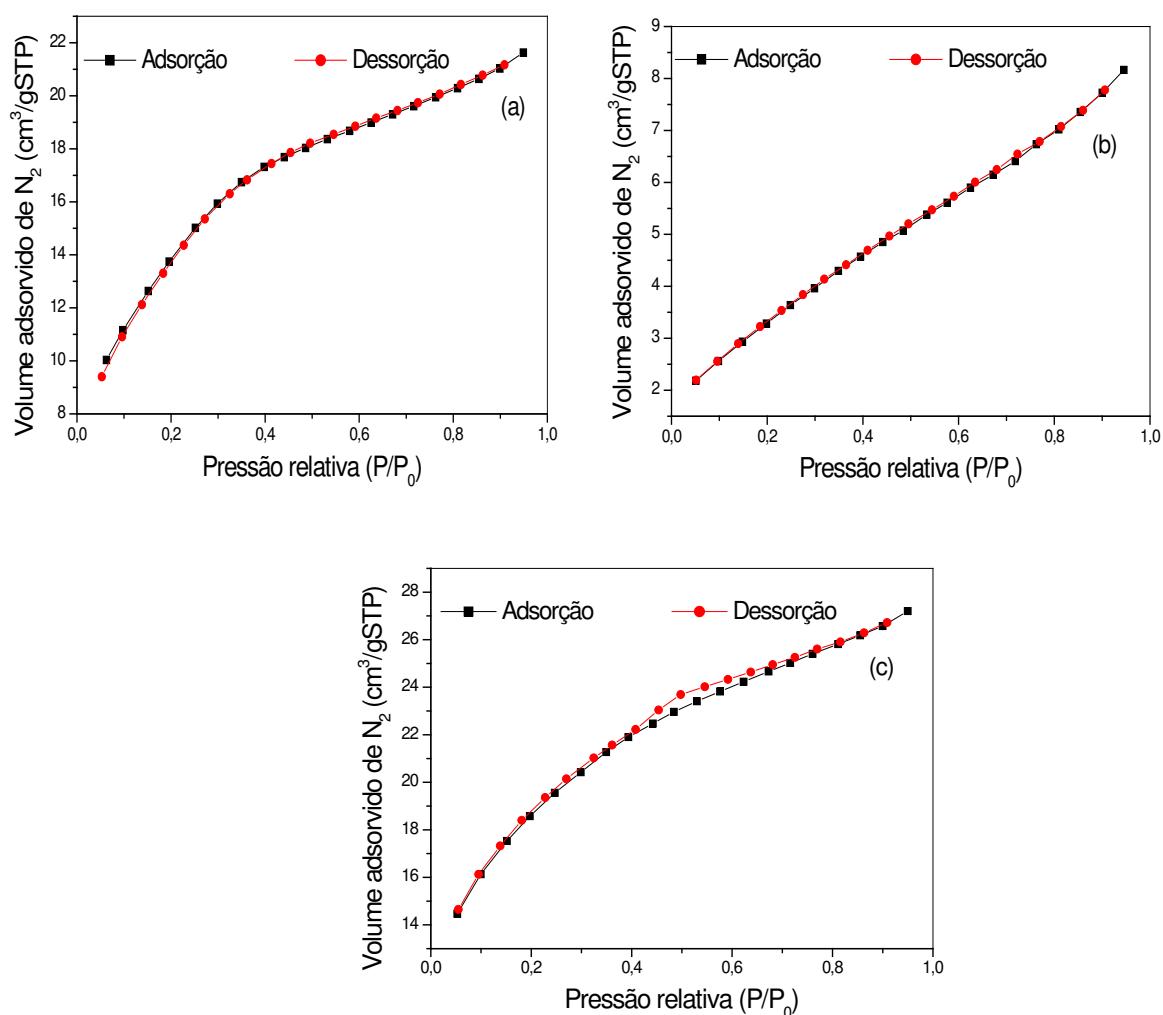 Volume adsorvido de N2 (cm3/gSTP)
22
20
18
16
14
12
10
8
Adsorção
Dessorção
(a)
0,0 0,2 0,4 0,6 0,8 1,0
Pressão relativa (P/P0)
Volume adsorvido de N2 (cm3/gSTP)
9
8
7
6
5
4
3
2
Adsorção
Dessorção
(b)
0,0 0,2 0,4 0,6 0,8 1,0
Pressão relativa (P/P0)
Volume adsorvido de N2 (cm3/gSTP)
28
26
24
22
20
18
16
14
Adsorção
Dessorção
(c)
0,0 0,2 0,4 0,6 0,8 1,0
Pressão relativa (P/P0)